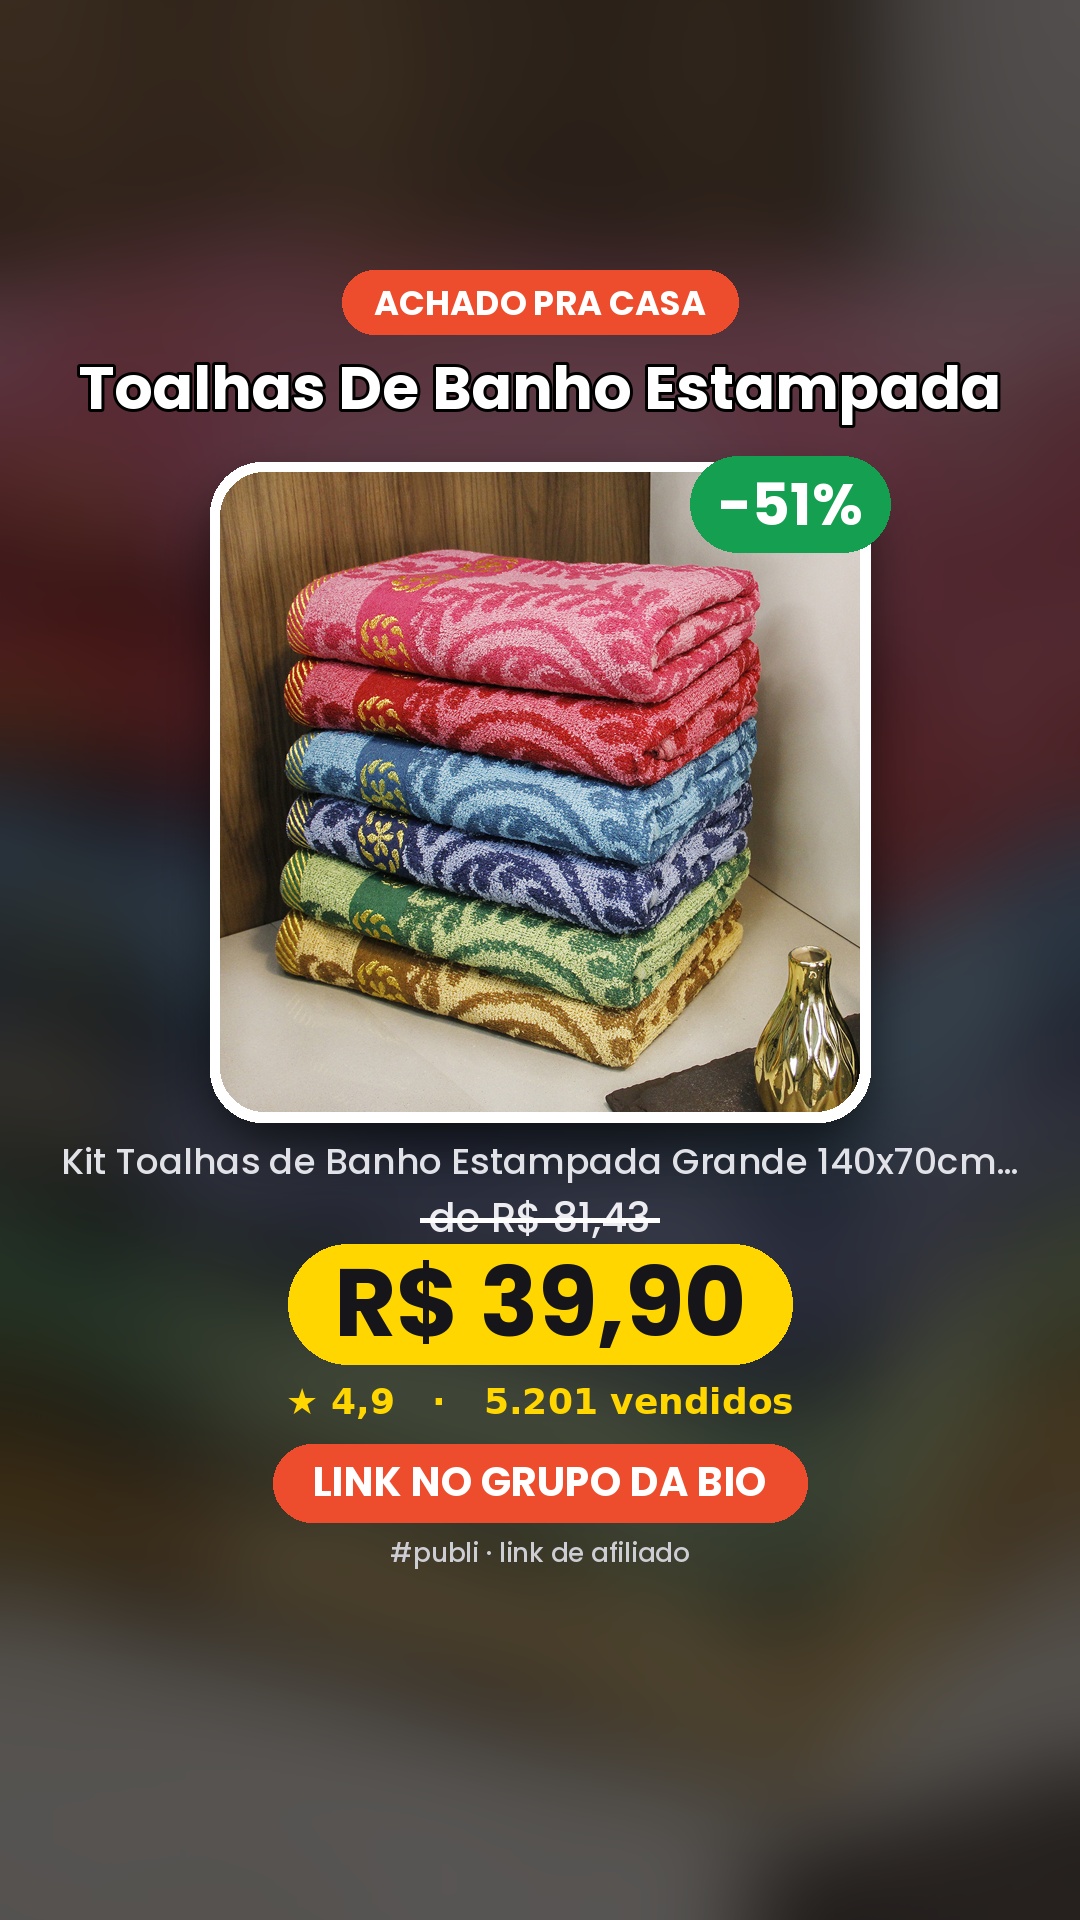 ACHADO PRA CASA
Toalhas De Banho Estampada
-51%
Kit Toalhas de Banho Estampada Grande 140x70cm...
de R$ 81,43
R$ 39,90
★ 4,9 · 5.201 vendidos
LINK NO GRUPO DA BIO
#publi · link de afiliado